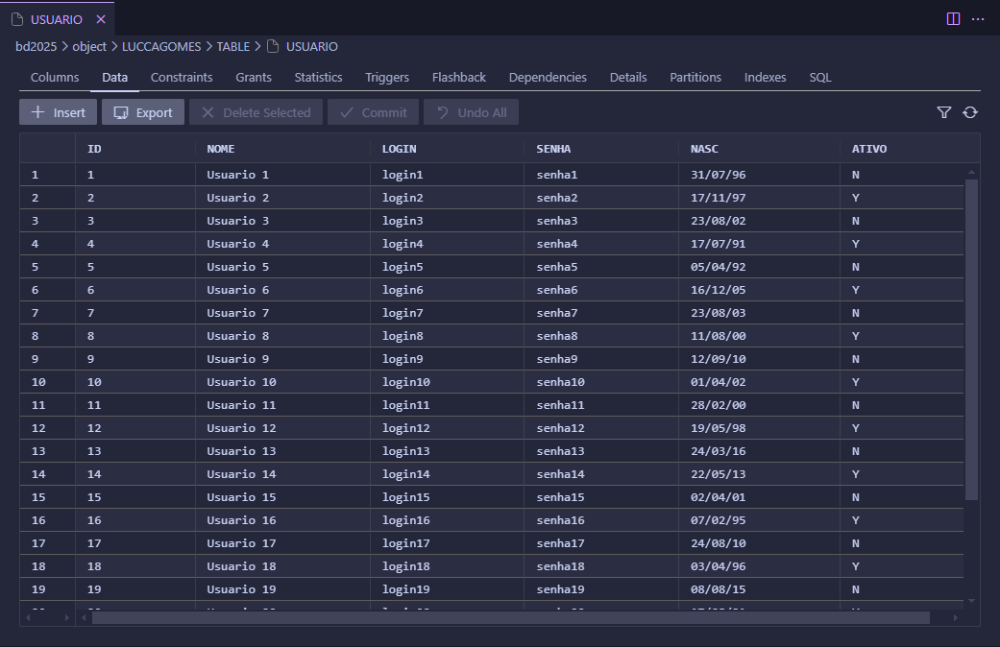 USUARIO
bd2025 > object > LUCCAGOMES > TABLE > USUARIO
Columns Data Constraints Grants Statistics Triggers Flashback Dependencies Details Partitions Indexes SQL
Insert Export Delete Selected Commit Undo All
ID NOME LOGIN SENHA NASC ATIVO
1 1 Usuario 1 login1 senha1 31/07/96 N
2 2 Usuario 2 login2 senha2 17/11/97 Y
3 3 Usuario 3 login3 senha3 23/08/02 N
4 4 Usuario 4 login4 senha4 17/07/91 Y
5 5 Usuario 5 login5 senha5 05/04/92 N
6 6 Usuario 6 login6 senha6 16/12/05 Y
7 7 Usuario 7 login7 senha7 23/08/03 N
8 8 Usuario 8 login8 senha8 11/08/00 Y
9 9 Usuario 9 login9 senha9 12/09/10 N
10 10 Usuario 10 login10 senha10 01/04/02 Y
11 11 Usuario 11 login11 senha11 28/02/00 N
12 12 Usuario 12 login12 senha12 19/05/98 Y
13 13 Usuario 13 login13 senha13 24/03/16 N
14 14 Usuario 14 login14 senha14 22/05/13 Y
15 15 Usuario 15 login15 senha15 02/04/01 N
16 16 Usuario 16 login16 senha16 07/02/95 Y
17 17 Usuario 17 login17 senha17 24/08/10 N
18 18 Usuario 18 login18 senha18 03/04/96 Y
19 19 Usuario 19 login19 senha19 08/08/15 N